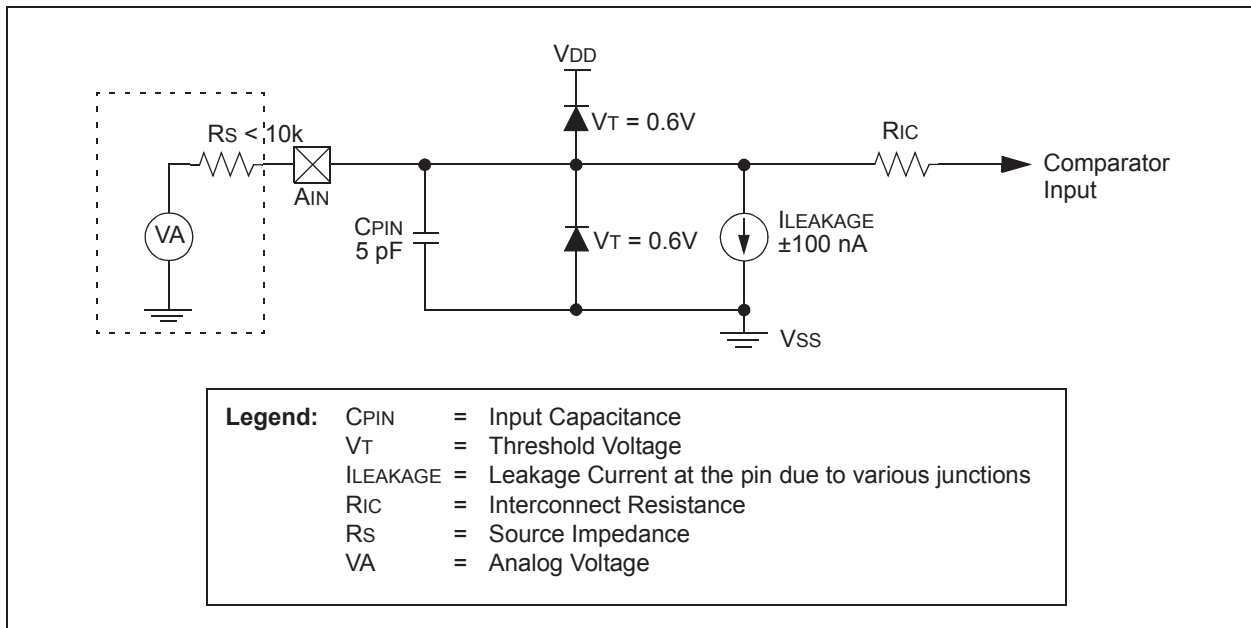 VDD
VT = 0.6V
RS < 10k
RIC
AIN
Comparator
Input
VA
CPIN
5 pF
VT = 0.6V
ILEAKAGE
±100 nA
VSS
Legend: CPIN = Input Capacitance
VT = Threshold Voltage
ILEAKAGE = Leakage Current at the pin due to various junctions
RIC = Interconnect Resistance
RS = Source Impedance
VA = Analog Voltage